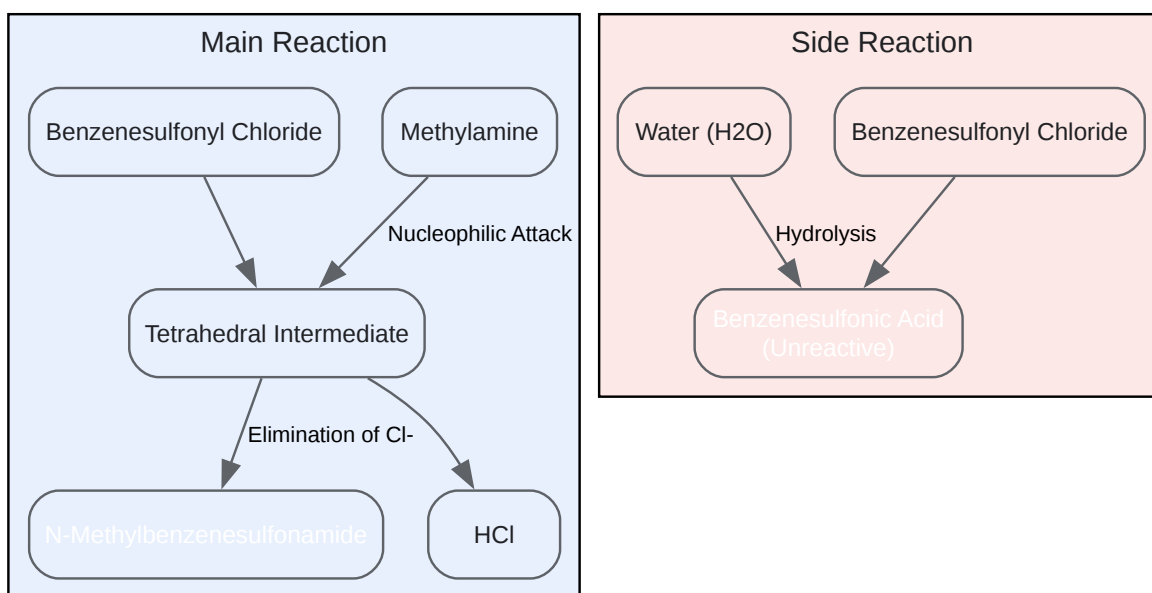 Main Reaction
Benzenesulfonyl Chloride
Methylamine
Nucleophilic Attack
Tetrahedral Intermediate
Elimination of Cl-
N-Methylbenzenesulfonamide
HCl
Side Reaction
Water (H2O)
Benzenesulfonyl Chloride
Hydrolysis
Benzenesulfonic Acid
(Unreactive)